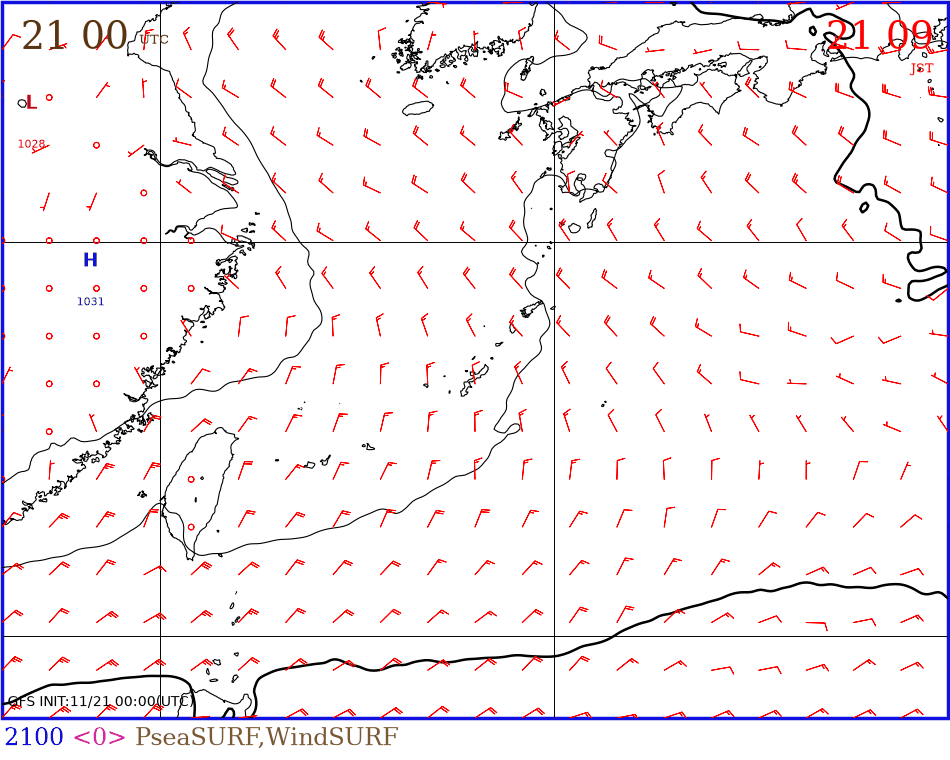 21 00 UTC
21 09
JST
L
1028
H
1031
GFS INIT:11/21 00:00(UTC)
2100 <0> PseaSURF,WindSURF